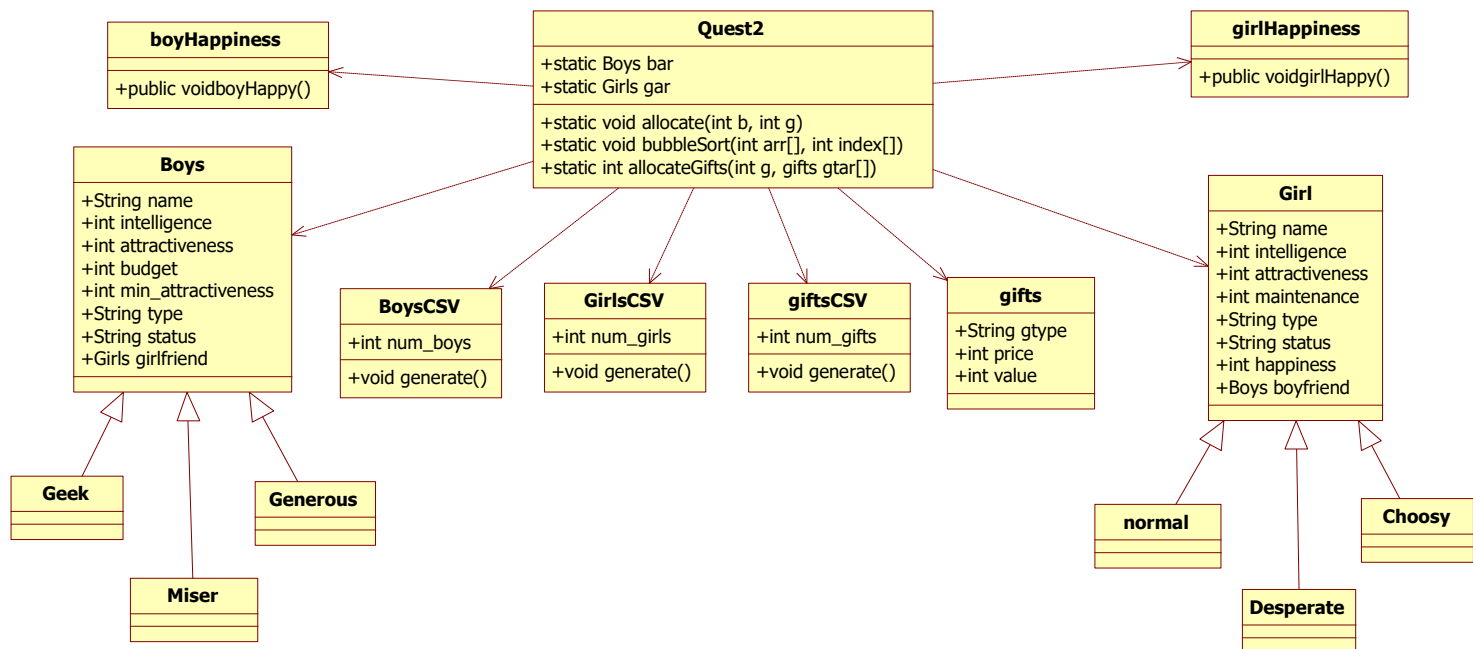 boyHappiness
+public voidboyHappy()
Quest2
+static Boys bar
+static Girls gar
+static void allocate(int b, int g)
+static void bubbleSort(int arr[], int index[])
+static int allocateGifts(int g, gifts gtar[])
girlHappiness
+public voidgirlHappy()
Boys
+String name
+int intelligence
+int attractiveness
+int budget
+int min_attractiveness
+String type
+String status
+Girls girlfriend
BoysCSV
+int num_boys
+void generate()
GirlsCSV
+int num_girls
+void generate()
giftsCSV
+int num_gifts
+void generate()
gifts
+String gtype
+int price
+int value
Girl
+String name
+int intelligence
+int attractiveness
+int maintenance
+String type
+String status
+int happiness
+Boys boyfriend
Geek
Miser
Generous
normal
Desperate
Choosy